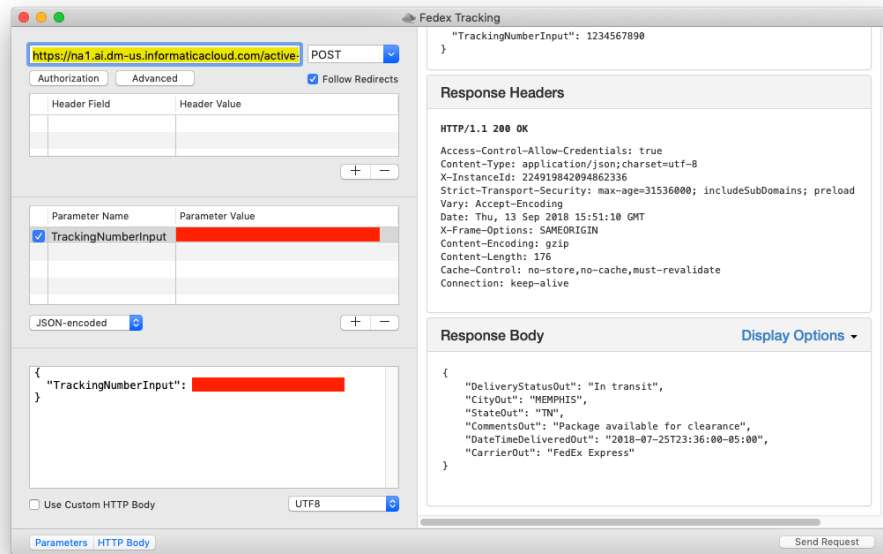 Fedex Tracking
https://na1.ai.dm-us.informaticacloud.com/active-
POST
Authorization
Advanced
Follow Redirects
Header Field
Header Value
Parameter Name
Parameter Value
TrackingNumberInput
JSON-encoded
{
"TrackingNumberInput":
}
Use Custom HTTP Body
UTF8
Parameters
HTTP Body
"TrackingNumberInput": 1234567890
}
Response Headers
HTTP/1.1 200 OK
Access-Control-Allow-Credentials: true
Content-Type: application/json;charset=utf-8
X-InstanceId: 224919842094862336
Strict-Transport-Security: max-age=31536000; includeSubDomains; preload
Vary: Accept-Encoding
Date: Thu, 13 Sep 2018 15:51:10 GMT
X-Frame-Options: SAMEORIGIN
Content-Encoding: gzip
Content-Length: 176
Cache-Control: no-store,no-cache,must-revalidate
Connection: keep-alive
Response Body
Display Options
{
"DeliveryStatusOut": "In transit",
"CityOut": "MEMPHIS",
"StateOut": "TN",
"CommentsOut": "Package available for clearance",
"DateTimeDeliveredOut": "2018-07-25T23:36:00-05:00",
"CarrierOut": "FedEx Express"
}
Send Request